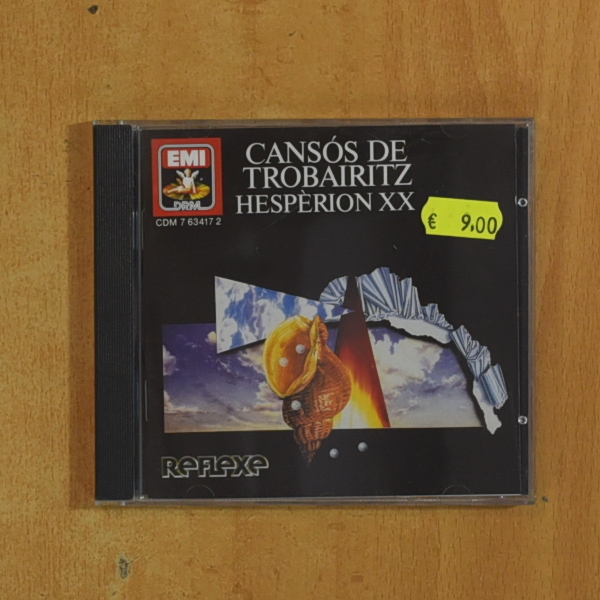 EMI
DRM
CDM 7 63417 2
CANSÓS DE
TROBAIRITZ
HESPÈRION XX
€ 9,00
REFLEXE